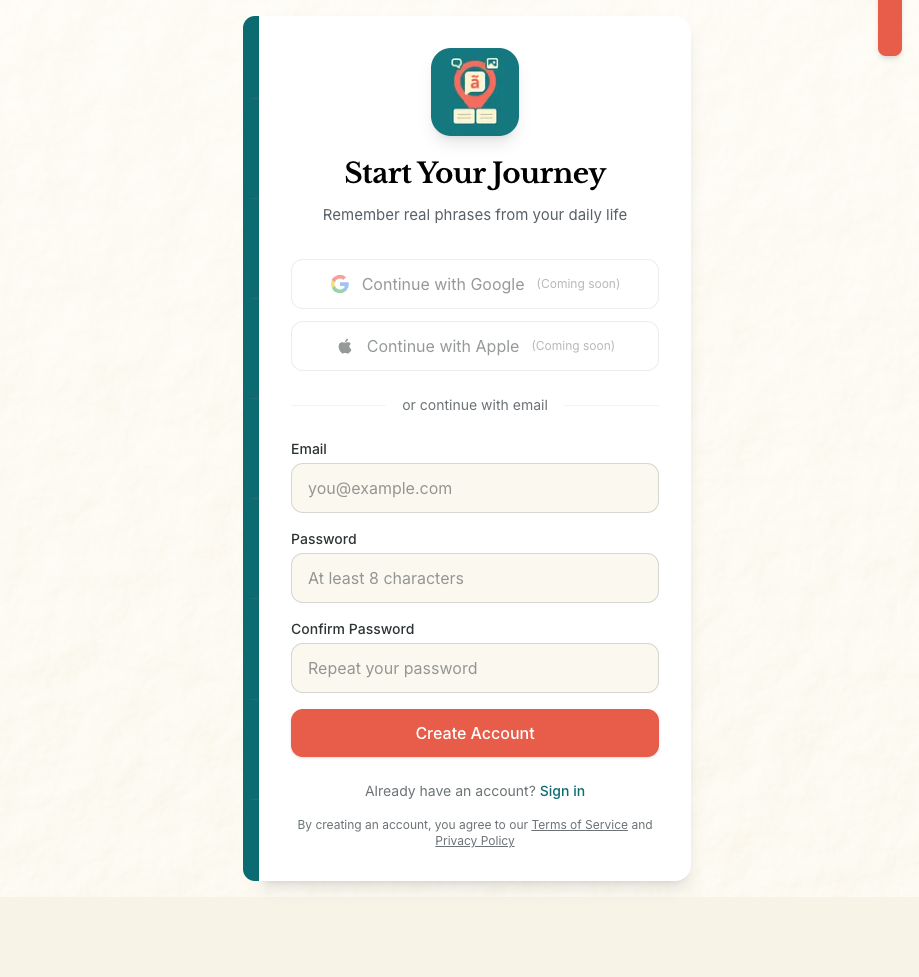 ã
Start Your Journey
Remember real phrases from your daily life
Continue with Google (Coming soon)
Continue with Apple (Coming soon)
or continue with email
Email
you@example.com
Password
At least 8 characters
Confirm Password
Repeat your password
Create Account
Already have an account? Sign in
By creating an account, you agree to our Terms of Service and
Privacy Policy